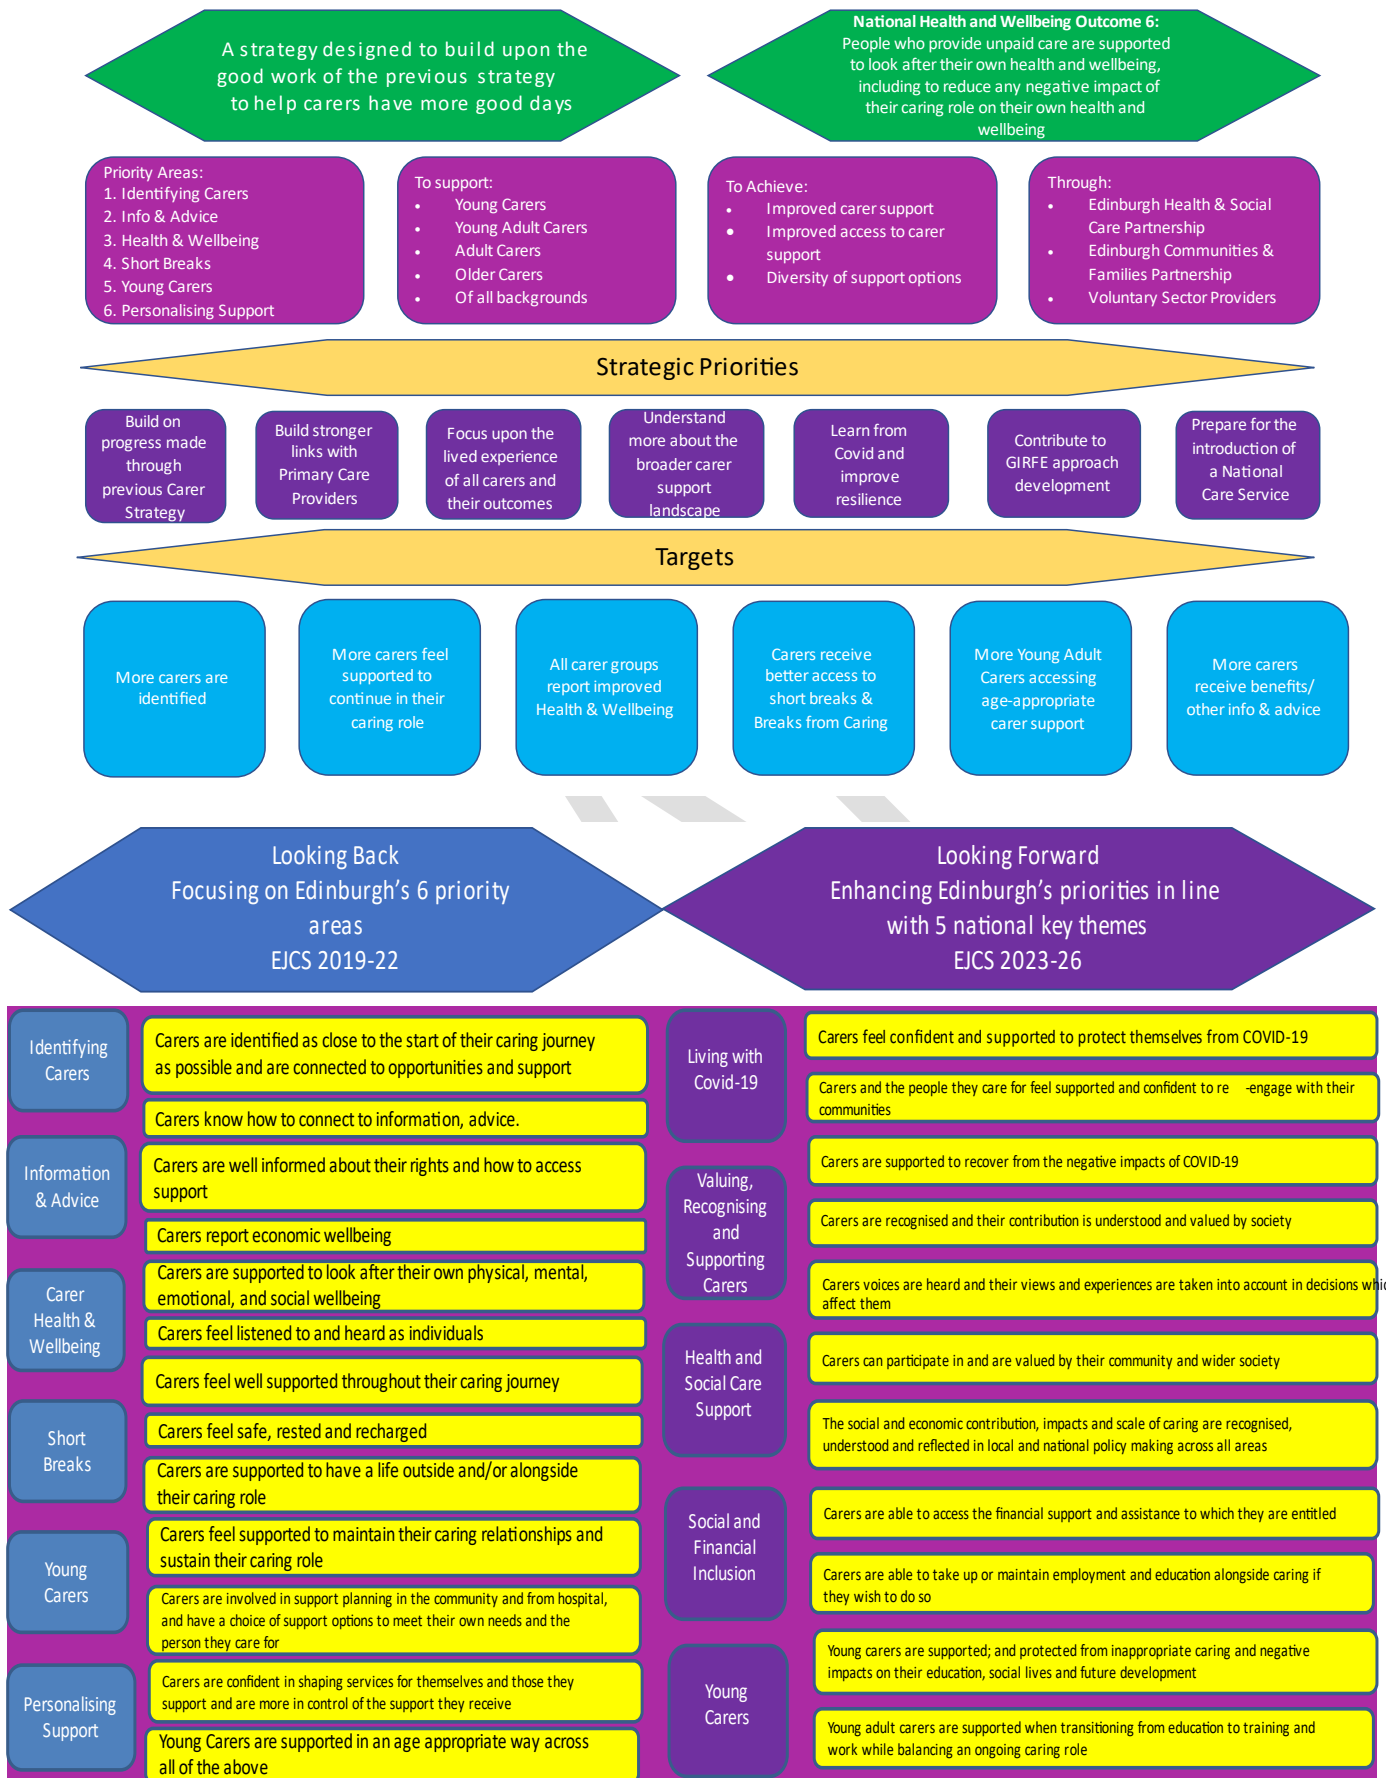 A strategy designed to build upon the
good work of the previous strategy
to help carers have more good days
National Health and Wellbeing Outcome 6:
People who provide unpaid care are supported
to look after their own health and wellbeing,
including to reduce any negative impact of
their caring role on their own health and
wellbeing
Priority Areas:
1. Identifying Carers
2. Info & Advice
3. Health & Wellbeing
4. Short Breaks
5. Young Carers
6. Personalising Support
To support:
• Young Carers
• Young Adult Carers
• Adult Carers
• Older Carers
• Of all backgrounds
To Achieve:
• Improved carer support
• Improved access to carer
support
• Diversity of support options
Through:
• Edinburgh Health & Social
Care Partnership
• Edinburgh Communities &
Families Partnership
• Voluntary Sector Providers
Strategic Priorities
Build on
progress made
through
previous Carer
Strategy
Build stronger
links with
Primary Care
Providers
Focus upon the
lived experience
of all carers and
their outcomes
Understand
more about the
broader carer
support
landscape
Learn from
Covid and
improve
resilience
Contribute to
GIRFE approach
development
Prepare for the
introduction of
a National
Care Service
Targets
More carers are
identified
More carers feel
supported to
continue in their
caring role
All carer groups
report improved
Health & Wellbeing
Carers receive
better access to
short breaks &
Breaks from Caring
More Young Adult
Carers accessing
age-appropriate
carer support
More carers
receive benefits/
other info & advice
Looking Back
Focusing on Edinburgh's 6 priority
areas
EJCS 2019-22
Looking Forward
Enhancing Edinburgh's priorities in line
with 5 national key themes
EJCS 2023-26
Identifying
Carers
Information
& Advice
Carer
Health &
Wellbeing
Short
Breaks
Young
Carers
Personalising
Support
Carers are identified as close to the start of their caring journey
as possible and are connected to opportunities and support
Carers know how to connect to information, advice.
Carers are well informed about their rights and how to access
support
Carers report economic wellbeing
Carers are supported to look after their own physical, mental,
emotional, and social wellbeing
Carers feel listened to and heard as individuals
Carers feel well supported throughout their caring journey
Carers feel safe, rested and recharged
Carers are supported to have a life outside and/or alongside
their caring role
Carers feel supported to maintain their caring relationships and
sustain their caring role
Carers are involved in support planning in the community and from hospital,
and have a choice of support options to meet their own needs and the
person they care for
Carers are confident in shaping services for themselves and those they
support and are more in control of the support they receive
Young Carers are supported in an age appropriate way across
all of the above
Living with
Covid-19
Valuing,
Recognising
and
Supporting
Carers
Health and
Social Care
Support
Social and
Financial
Inclusion
Young
Carers
Carers feel confident and supported to protect themselves from COVID-19
Carers and the people they care for feel supported and confident to re -engage with their
communities
Carers are supported to recover from the negative impacts of COVID-19
Carers are recognised and their contribution is understood and valued by society
Carers voices are heard and their views and experiences are taken into account in decisions
affect them
Carers can participate in and are valued by their community and wider society
The social and economic contribution, impacts and scale of caring are recognised,
understood and reflected in local and national policy making across all areas
Carers are able to access the financial support and assistance to which they are entitled
Carers are able to take up or maintain employment and education alongside caring if
they wish to do so
Young carers are supported; and protected from inappropriate caring and negative
impacts on their education, social lives and future development
Young adult carers are supported when transitioning from education to training and
work while balancing an ongoing caring role